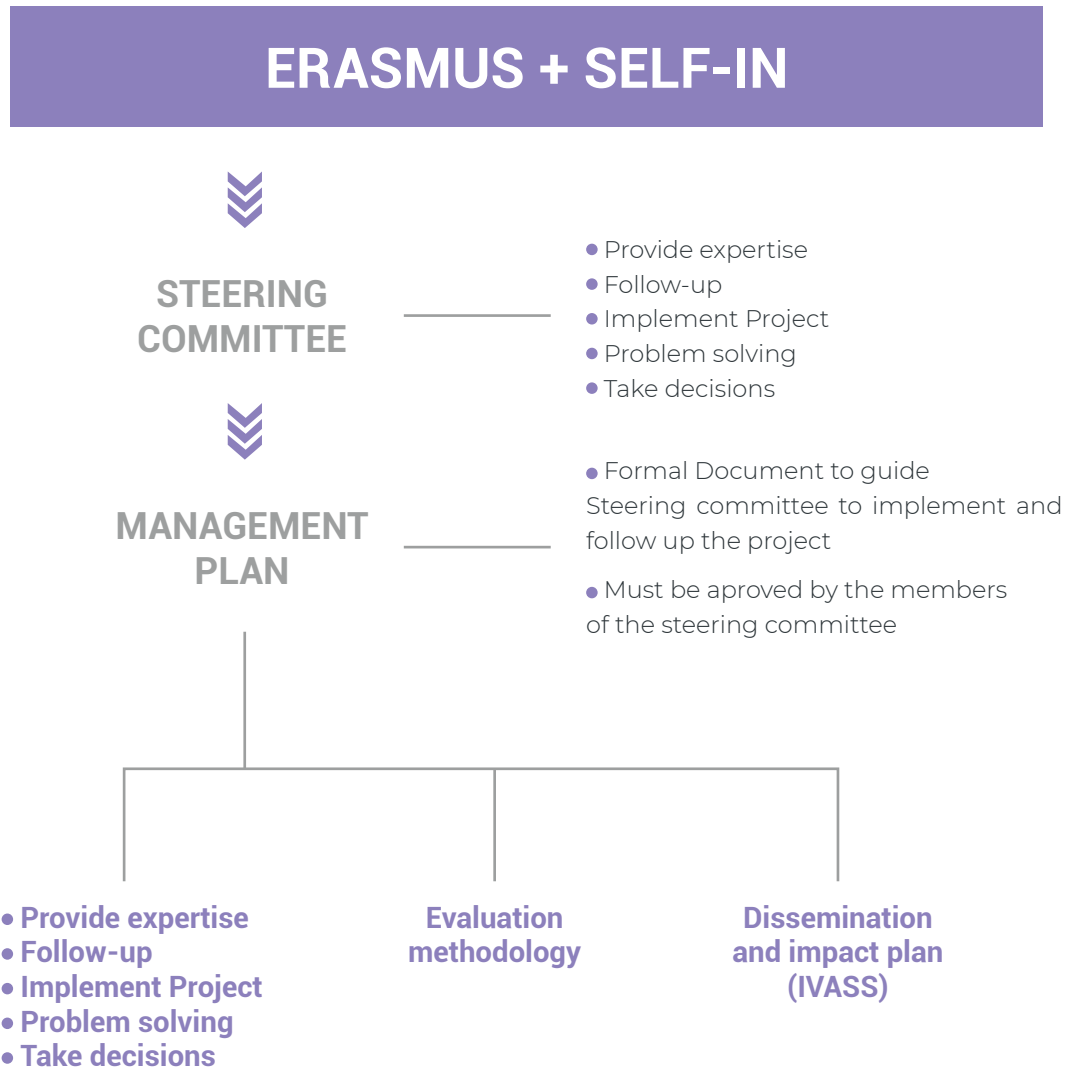 ERASMUS + SELF-IN
STEERING
COMMITTEE
• Provide expertise
• Follow-up
• Implement Project
• Problem solving
• Take decisions
MANAGEMENT
PLAN
• Formal Document to guide
Steering committee to implement and
follow up the project
• Must be aproved by the members
of the steering committee
• Provide expertise
• Follow-up
• Implement Project
• Problem solving
• Take decisions
Evaluation
methodology
Dissemination
and impact plan
(IVASS)